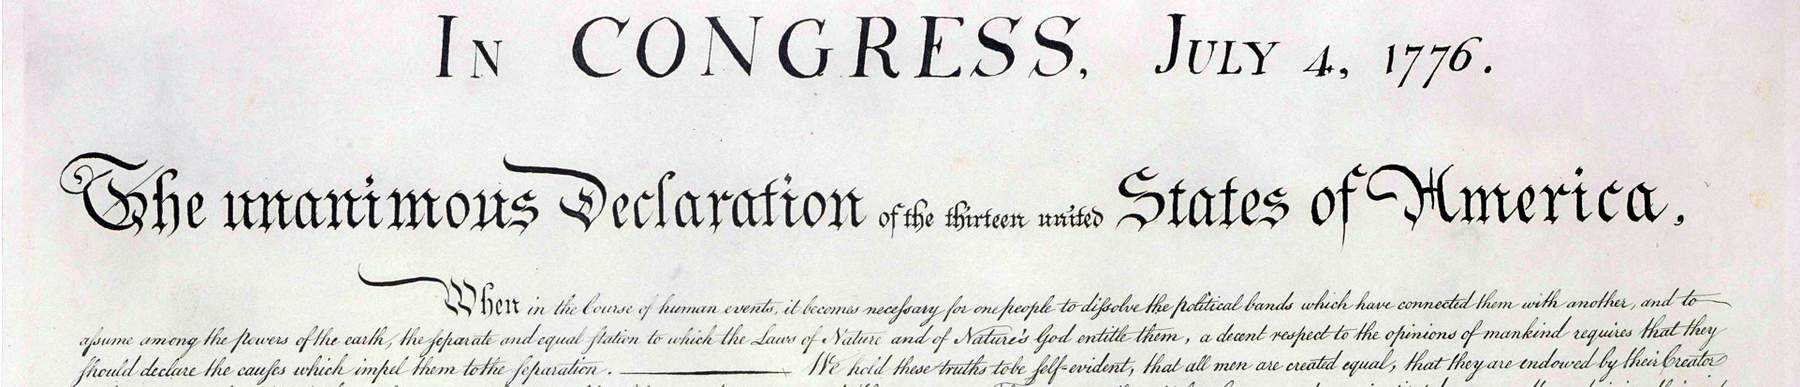 In CONGRESS, July 4, 1776.
The unanimous Declaration of the thirteen united States of America,
When in the Course of human events, it becomes necessary for one people to dissolve the political bands which have connected them with another, and to
assume among the powers of the earth, the separate and equal station to which the Laws of Nature and of Nature's God entitle them, a decent respect to the opinions of mankind requires that they
should declare the causes which impel them to the separation. ——— We hold these truths to be self-evident, that all men are created equal, that they are endowed by their Creator